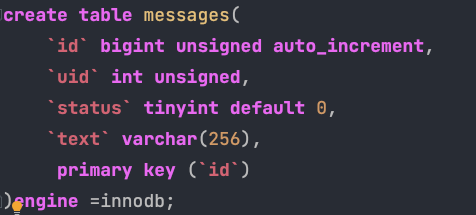 create table messages(
`id` bigint unsigned auto_increment,
`uid` int unsigned,
`status` tinyint default 0,
`text` varchar(256),
primary key (`id`)
)engine =innodb;